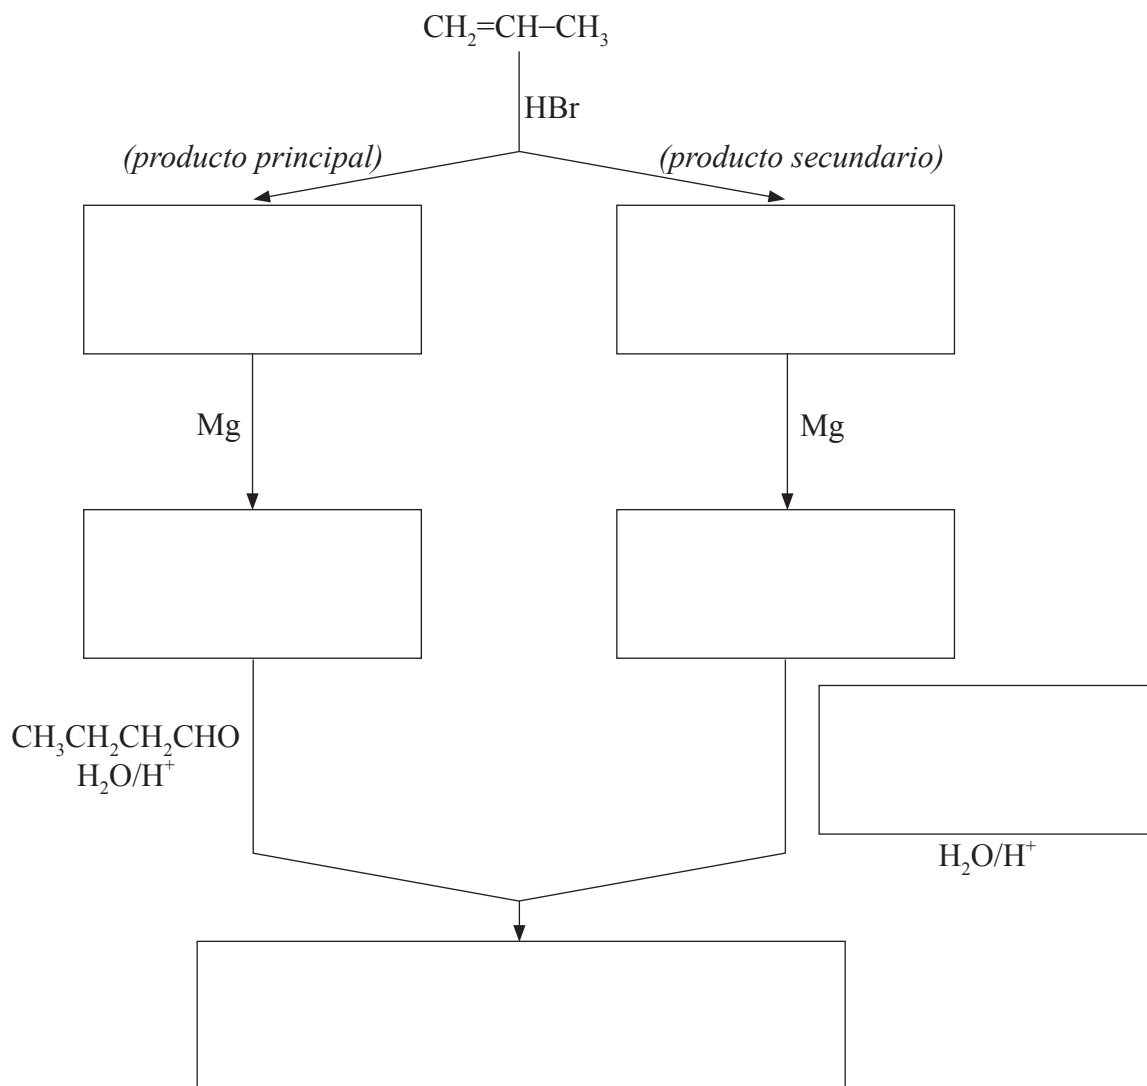 CH₂=CH–CH₃
HBr
(producto principal) (producto secundario)
Mg Mg
CH₃CH₂CH₂CHO
H₂O/H⁺
H₂O/H⁺